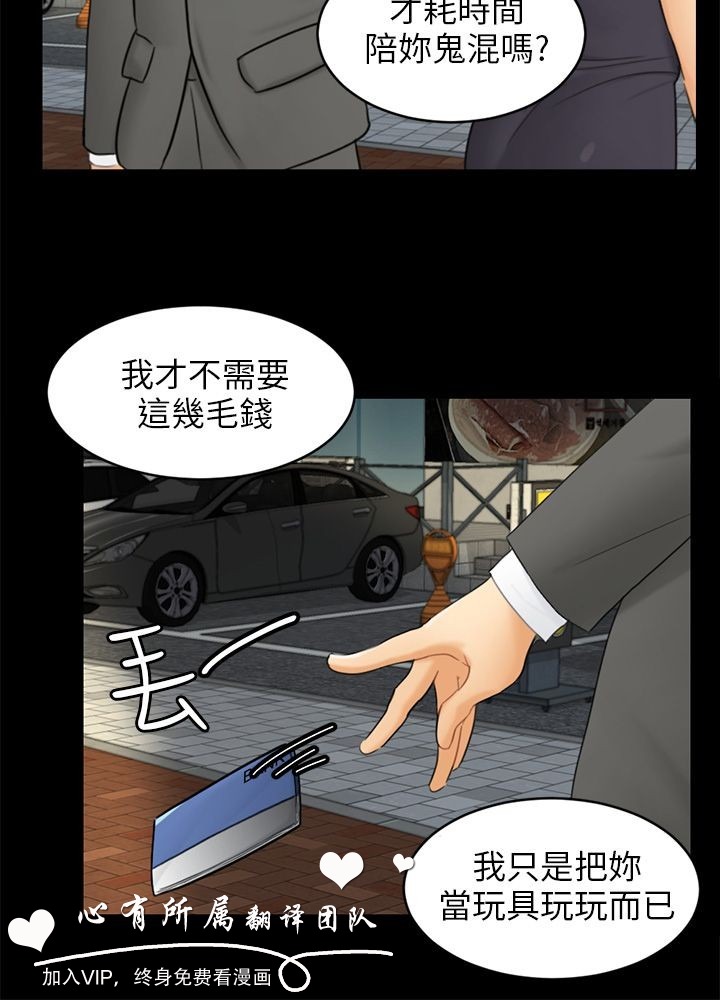 才耗時間
陪妳鬼混嗎?
我才不需要
這幾毛錢
丟
我只是把妳
當玩具玩玩而已
心有所属翻译团队
加入VIP，终身免费看漫画